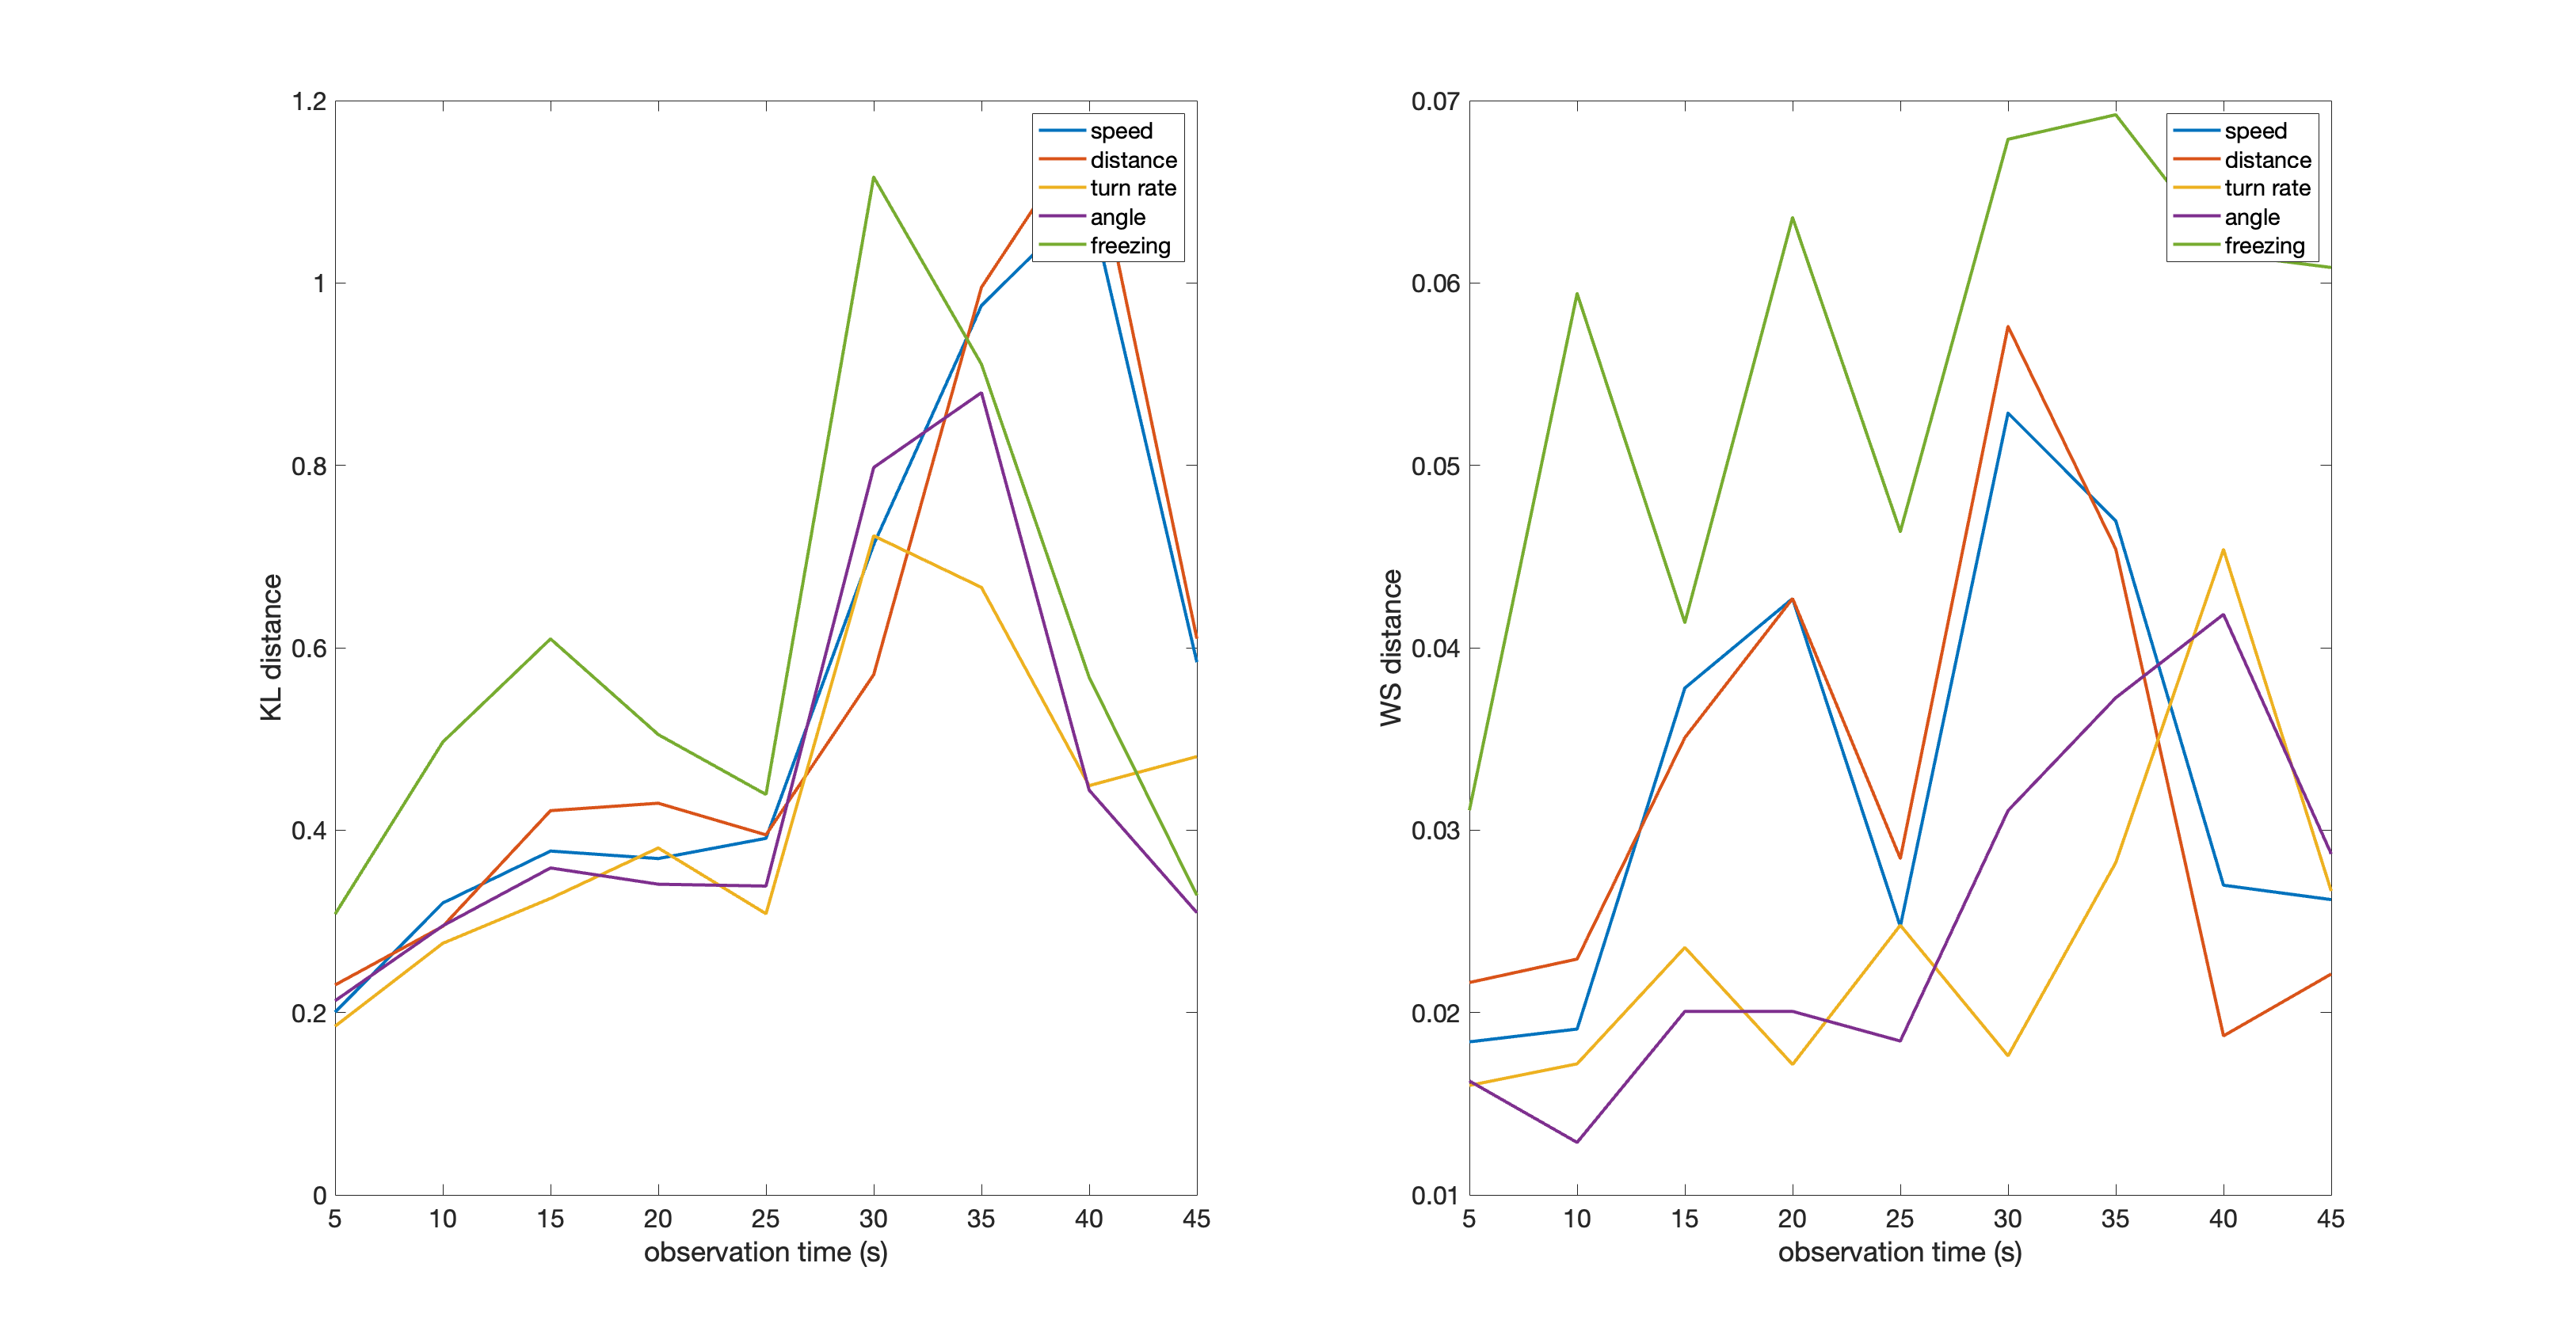 KL distance
1.2
1
0.8
0.6
0.4
0.2
0
5 10 15 20 25 30 35 40 45
observation time (s)
speed
distance
turn rate
angle
freezing
WS distance
0.07
0.06
0.05
0.04
0.03
0.02
0.01
5 10 15 20 25 30 35 40 45
observation time (s)
speed
distance
turn rate
angle
freezing